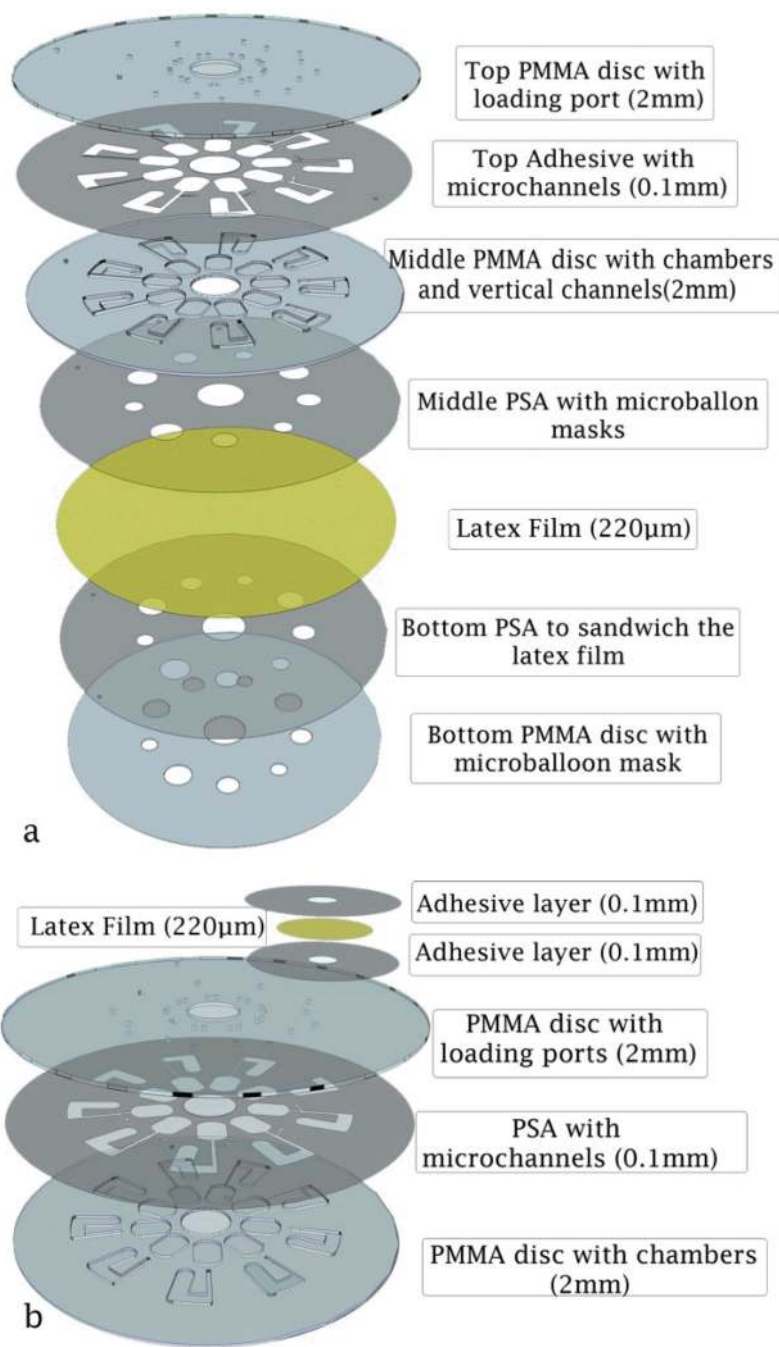 Top PMMA disc with
loading port (2mm)
Top Adhesive with
microchannels (0.1mm)
Middle PMMA disc with chambers
and vertical channels(2mm)
Middle PSA with microballon
masks
Latex Film (220μm)
Bottom PSA to sandwich the
latex film
Bottom PMMA disc with
microballoon mask
a
Adhesive layer (0.1mm)
Latex Film (220μm)
Adhesive layer (0.1mm)
PMMA disc with
loading ports (2mm)
PSA with
microchannels (0.1mm)
PMMA disc with chambers
(2mm)
b